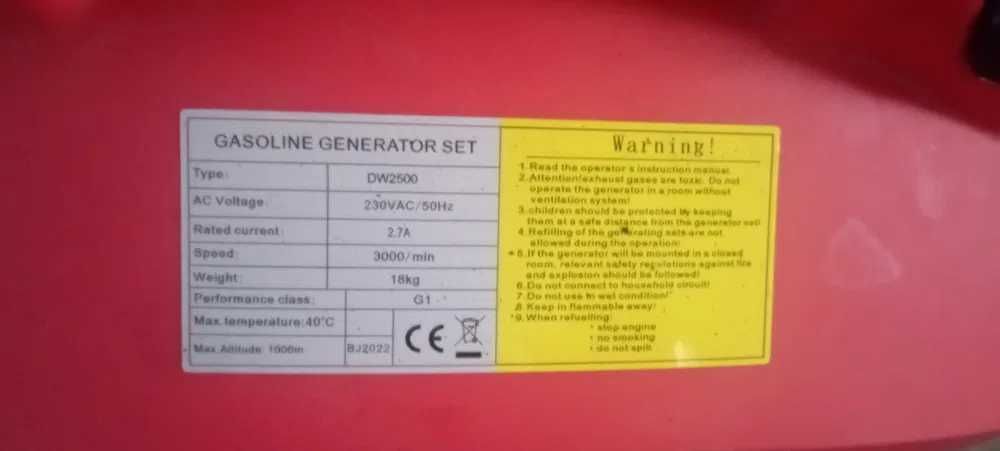 GASOLINE GENERATOR SET
Type: DW2500
AC Voltage: 230VAC/50Hz
Rated current: 2.7A
Speed: 3000/min
Weight: 18kg
Performance class: G1
Max. temperature:40°C
Max. Altitude: 1000m
BJ2022
CE
Warning!
1. Read the operator s instruction manual.
2. Attention!exhaust gases are toxic. Do not
operate the generator in a room without
ventilation system!
3. children should be protected by keeping
them at a safe distance from the generator set!
4. Refilling of the generating sets are not
allowed during the operation!
*5. If the generator will be mounted in a closed
room, relevant safety regulations against fire
and explosion should be followed!
6. Do not connect to household circuit!
7. Do not use in wet condition!
8. Keep in flammable away!
*9. When refuelling:
· stop engine
· no smoking
· do not spill